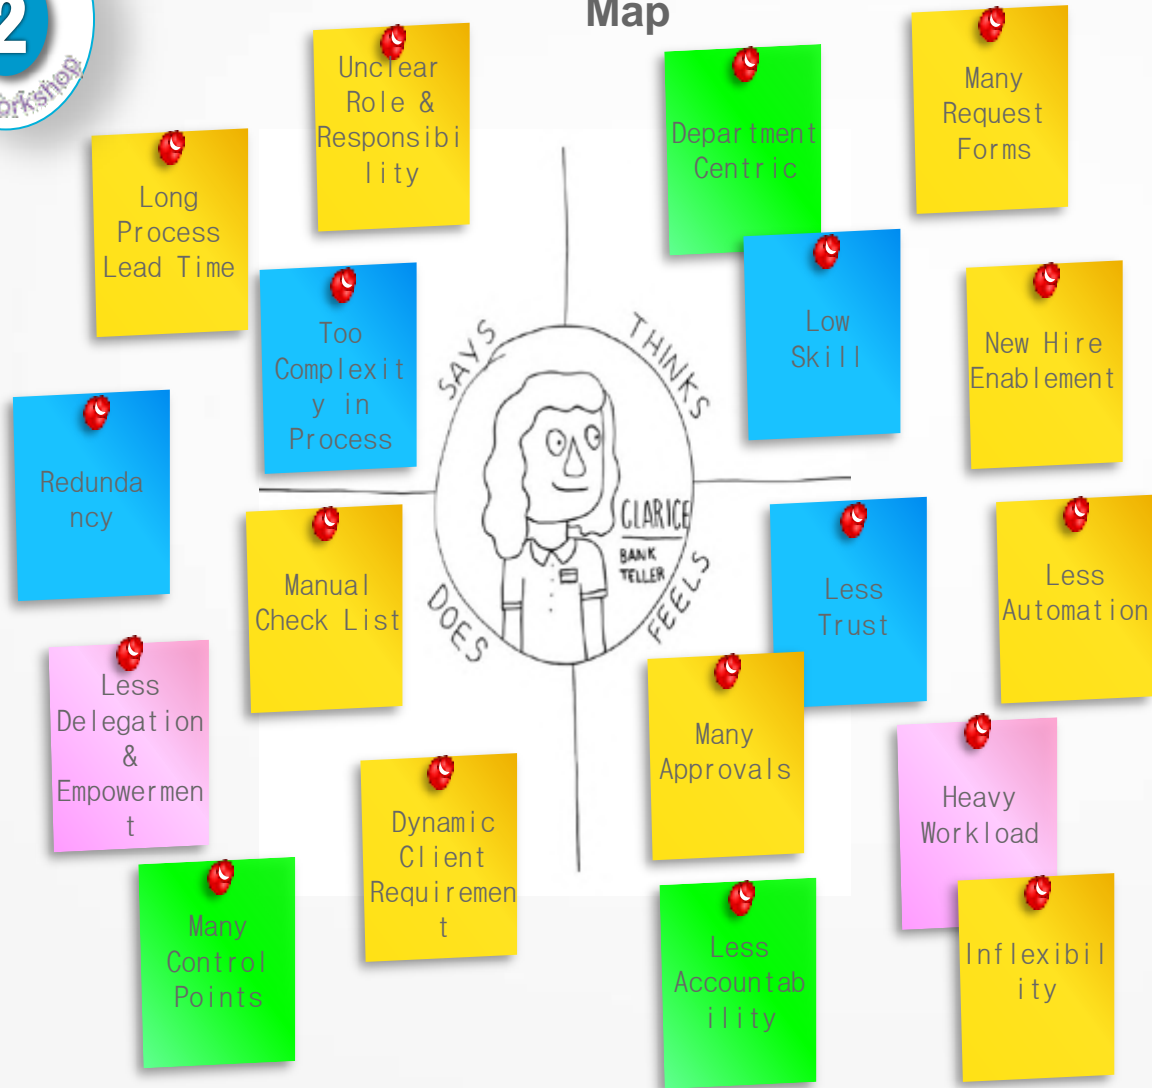 Map
2
Unclear
Role &
Responsibi
lity
Department
Centric
Many
Request
Forms
Long
Process
Lead Time
Too
Complexit
y in
Process
SAYS
THINKS
Low
Skill
New Hire
Enablement
Redunda
ncy
Manual
Check List
CLARICE
BANK
TELLER
DOES
FEELS
Less
Trust
Less
Automation
Less
Delegation
&
Empowermen
t
Dynamic
Client
Requiremen
t
Many
Approvals
Heavy
Workload
Many
Control
Points
Less
Accountab
ility
Inflexibil
ity